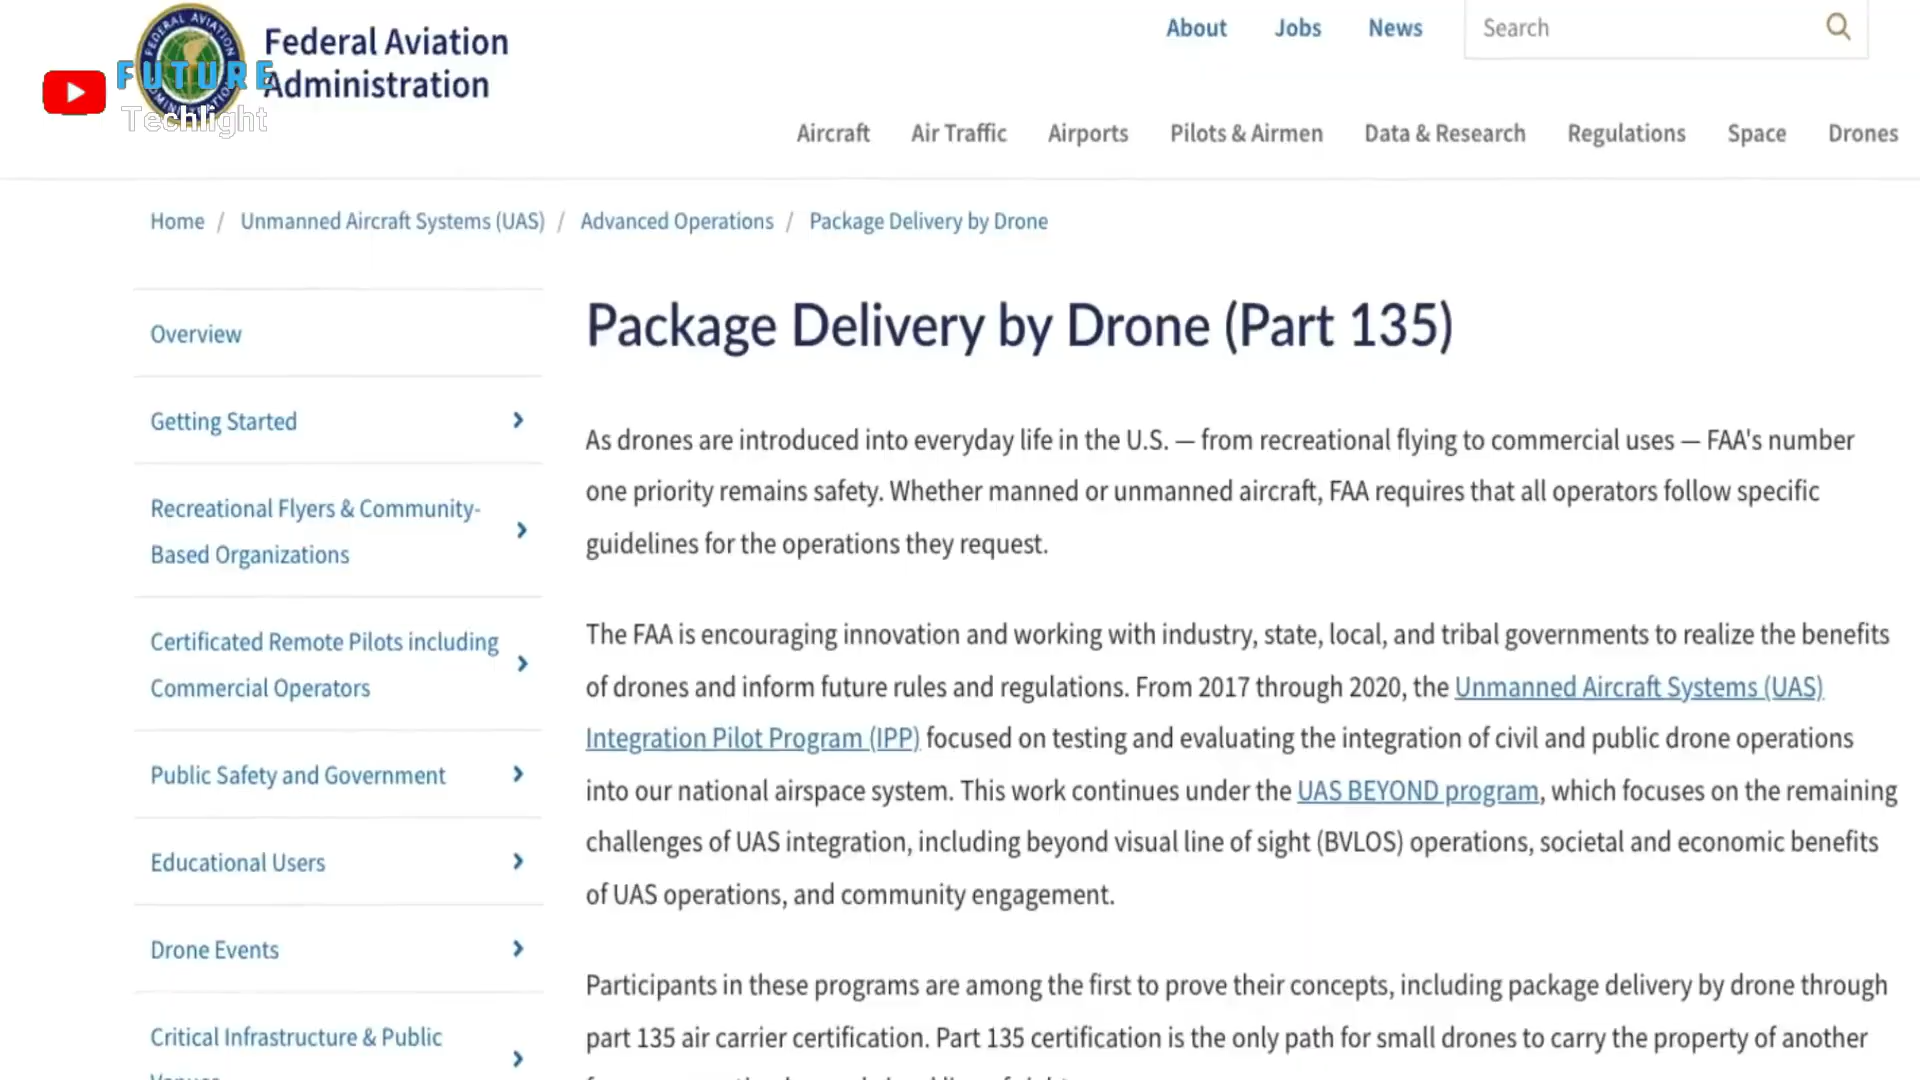 Federal Aviation
Administration
FUTURE
Techlight
About Jobs News Search
Aircraft Air Traffic Airports Pilots & Airmen Data & Research Regulations Space Drones
Home / Unmanned Aircraft Systems (UAS) / Advanced Operations / Package Delivery by Drone
Overview
Getting Started
Recreational Flyers & Community-
Based Organizations
Certificated Remote Pilots including
Commercial Operators
Public Safety and Government
Educational Users
Drone Events
Critical Infrastructure & Public
Package Delivery by Drone (Part 135)
As drones are introduced into everyday life in the U.S. — from recreational flying to commercial uses — FAA's number
one priority remains safety. Whether manned or unmanned aircraft, FAA requires that all operators follow specific
guidelines for the operations they request.
The FAA is encouraging innovation and working with industry, state, local, and tribal governments to realize the benefits
of drones and inform future rules and regulations. From 2017 through 2020, the Unmanned Aircraft Systems (UAS)
Integration Pilot Program (IPP) focused on testing and evaluating the integration of civil and public drone operations
into our national airspace system. This work continues under the UAS BEYOND program, which focuses on the remaining
challenges of UAS integration, including beyond visual line of sight (BVLOS) operations, societal and economic benefits
of UAS operations, and community engagement.
Participants in these programs are among the first to prove their concepts, including package delivery by drone through
part 135 air carrier certification. Part 135 certification is the only path for small drones to carry the property of another